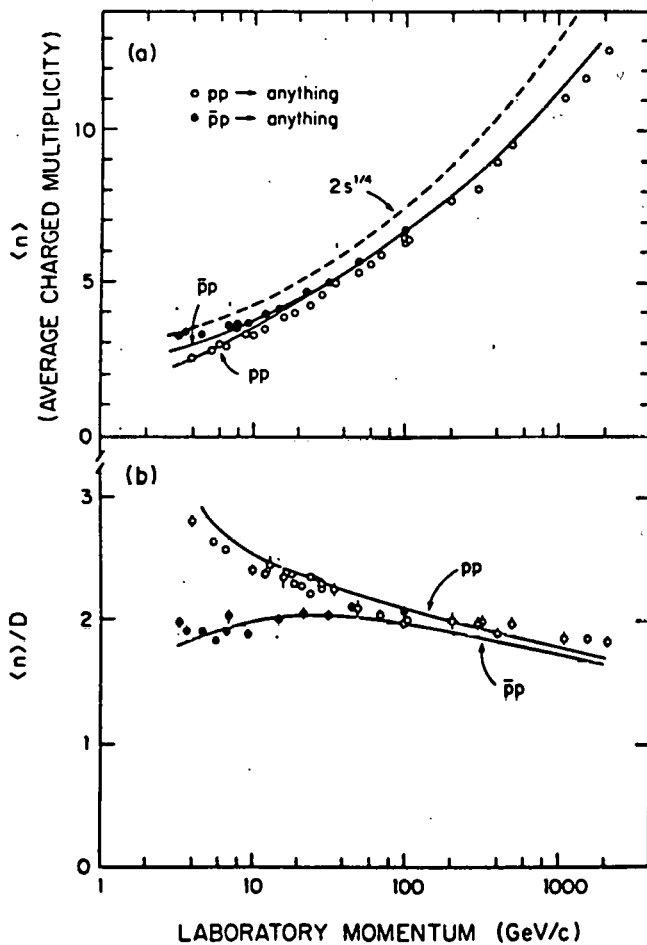 (a)
○ pp → anything
● p̄p → anything
2s^{1/4}
p̄p
pp
⟨n⟩
(AVERAGE CHARGED MULTIPLICITY)
10
5
0
(b)
pp
p̄p
⟨n⟩/D
3
2
1
0
1 10 100 1000
LABORATORY MOMENTUM (GeV/c)